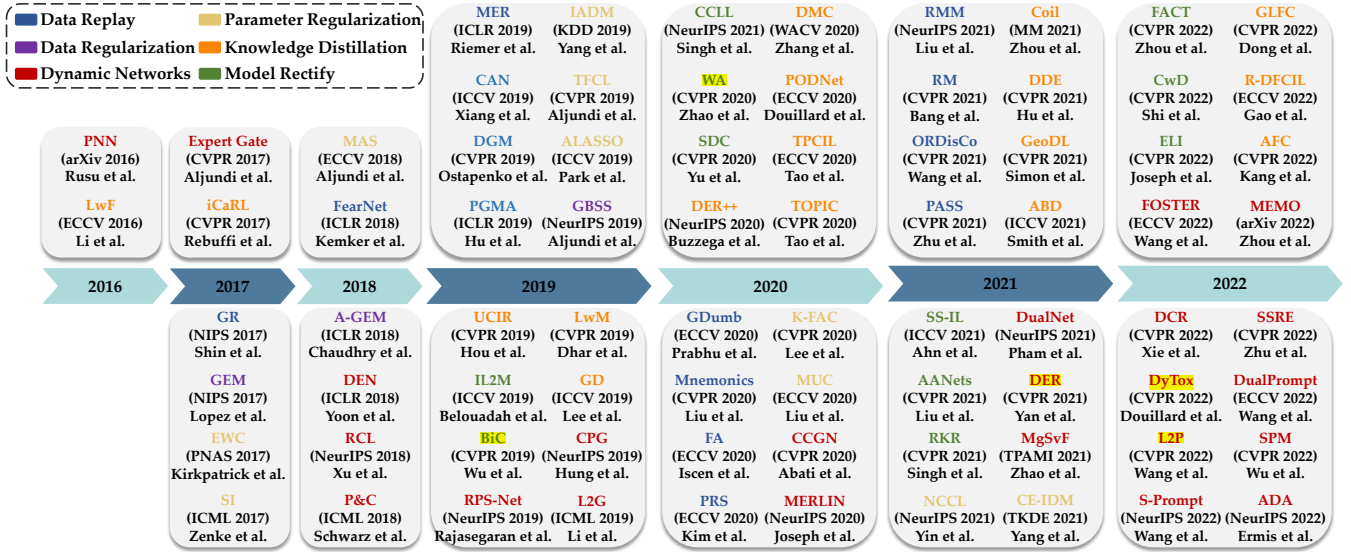 Data Replay
Parameter Regularization
Data Regularization
Knowledge Distillation
Dynamic Networks
Model Rectify
PNN
(arXiv 2016)
Rusu et al.
LwF
(ECCV 2016)
Li et al.
Expert Gate
(CVPR 2017)
Aljundi et al.
iCaRL
(CVPR 2017)
Rebuffi et al.
MAS
(ECCV 2018)
Aljundi et al.
FearNet
(ICLR 2018)
Kemker et al.
MER
(ICLR 2019)
Riemer et al.
CAN
(ICCV 2019)
Xiang et al.
DGM
(CVPR 2019)
Ostapenko et al.
PGMA
(ICLR 2019)
Hu et al.
IADM
(KDD 2019)
Yang et al.
TFCL
(CVPR 2019)
Aljundi et al.
ALASSO
(ICCV 2019)
Park et al.
GBSS
(NeurIPS 2019)
Aljundi et al.
CCLL
(NeurIPS 2021)
Singh et al.
WA
(CVPR 2020)
Zhao et al.
SDC
(CVPR 2020)
Yu et al.
DER++
(NeurIPS 2020)
Buzzega et al.
DMC
(WACV 2020)
Zhang et al.
PODNet
(ECCV 2020)
Douillard et al.
TPCIL
(ECCV 2020)
Tao et al.
TOPIC
(CVPR 2020)
Tao et al.
RMM
(NeurIPS 2021)
Liu et al.
RM
(CVPR 2021)
Bang et al.
ORDisCo
(CVPR 2021)
Wang et al.
PASS
(CVPR 2021)
Zhu et al.
Coil
(MM 2021)
Zhou et al.
DDE
(CVPR 2021)
Hu et al.
GeoDL
(CVPR 2021)
Simon et al.
ABD
(ICCV 2021)
Smith et al.
FACT
(CVPR 2022)
Zhou et al.
CwD
(CVPR 2022)
Shi et al.
ELI
(CVPR 2022)
Joseph et al.
FOSTER
(ECCV 2022)
Wang et al.
GLFC
(CVPR 2022)
Dong et al.
R-DFCIL
(ECCV 2022)
Gao et al.
AFC
(CVPR 2022)
Kang et al.
MEMO
(arXiv 2022)
Zhou et al.
2016
2017
2018
2019
2020
2021
2022
GR
(NIPS 2017)
Shin et al.
GEM
(NIPS 2017)
Lopez et al.
EWC
(PNAS 2017)
Kirkpatrick et al.
SI
(ICML 2017)
Zenke et al.
A-GEM
(ICLR 2018)
Chaudhry et al.
DEN
(ICLR 2018)
Yoon et al.
RCL
(NeurIPS 2018)
Xu et al.
P&C
(ICML 2018)
Schwarz et al.
UCIR
(CVPR 2019)
Hou et al.
IL2M
(ICCV 2019)
Belouadah et al.
BiC
(CVPR 2019)
Wu et al.
RPS-Net
(NeurIPS 2019)
Rajasegaran et al.
LwM
(CVPR 2019)
Dhar et al.
GD
(ICCV 2019)
Lee et al.
CPG
(NeurIPS 2019)
Hung et al.
L2G
(ICML 2019)
Li et al.
GDumb
(ECCV 2020)
Prabhu et al.
Mnemonics
(CVPR 2020)
Liu et al.
FA
(ECCV 2020)
Iscen et al.
PRS
(ECCV 2020)
Kim et al.
K-FAC
(CVPR 2020)
Lee et al.
MUC
(ECCV 2020)
Liu et al.
CCGN
(CVPR 2020)
Abati et al.
MERLIN
(NeurIPS 2020)
Joseph et al.
SS-IL
(ICCV 2021)
Ahn et al.
AANets
(CVPR 2021)
Liu et al.
RKR
(CVPR 2021)
Singh et al.
NCCL
(NeurIPS 2021)
Yin et al.
DualNet
(NeurIPS 2021)
Pham et al.
DER
(CVPR 2021)
Yan et al.
MgSvF
(TPAMI 2021)
Zhao et al.
CE-IDM
(TKDE 2021)
Yang et al.
DCR
(CVPR 2022)
Xie et al.
DyTox
(CVPR 2022)
Douillard et al.
L2P
(CVPR 2022)
Wang et al.
S-Prompt
(NeurIPS 2022)
Wang et al.
SSRE
(CVPR 2022)
Zhu et al.
DualPrompt
(ECCV 2022)
Wang et al.
SPM
(CVPR 2022)
Wu et al.
ADA
(NeurIPS 2022)
Ermis et al.